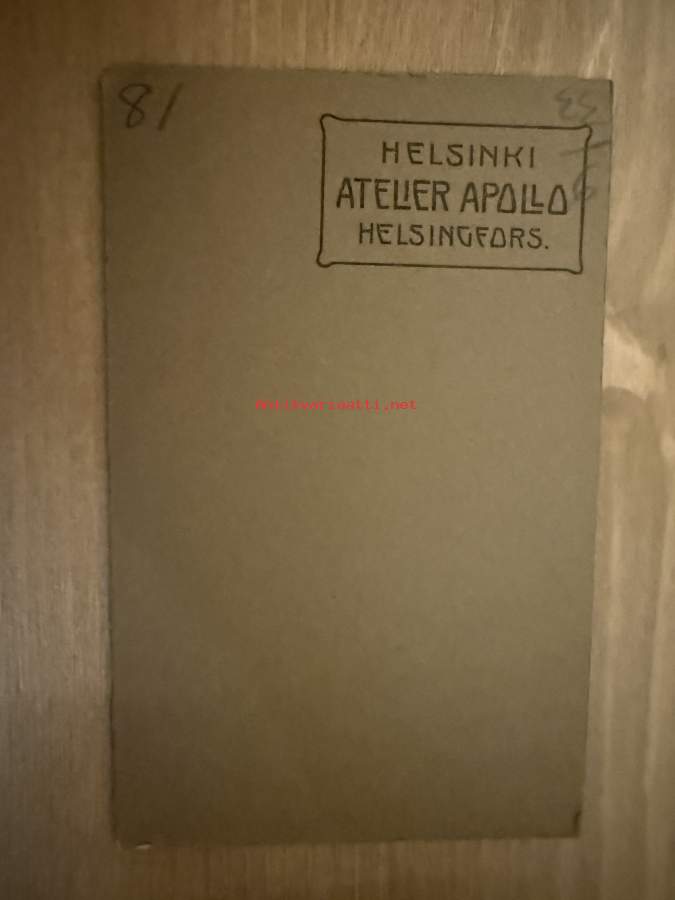 81
HELSINKI
ATELIER APOLLO
HELSINGFORS.
Antikvariaatti.net